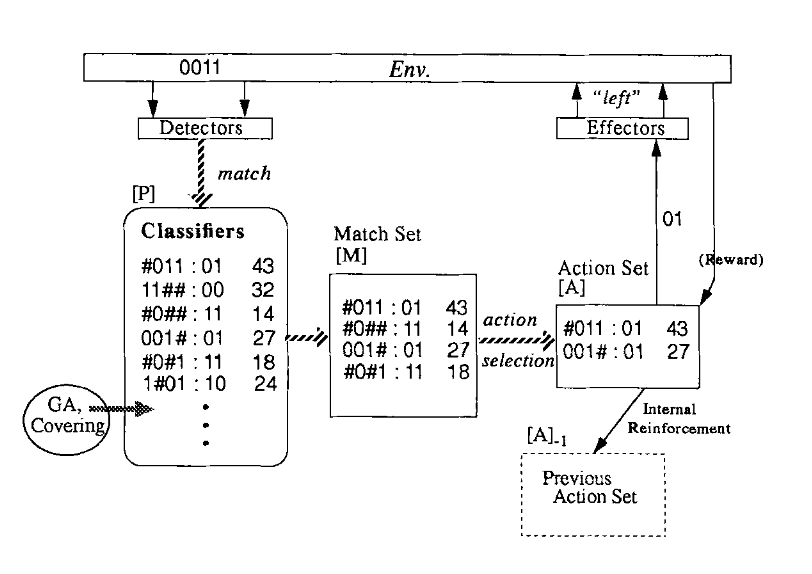 0011 Env.
"left"
Detectors
Effectors
match
[P]
Classifiers
#011 : 01 43
11## : 00 32
#0## : 11 14
001# : 01 27
#0#1 : 11 18
1#01 : 10 24
GA,
Covering
Match Set
[M]
#011 : 01 43
#0## : 11 14
001# : 01 27
#0#1 : 11 18
action
selection
01
(Reward)
Action Set
[A]
#011 : 01 43
001# : 01 27
Internal
Reinforcement
[A]-1
Previous
Action Set